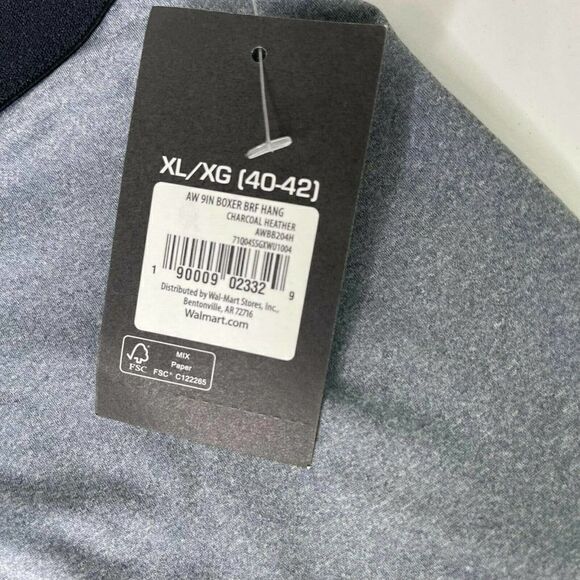 XL/XG (40-42)
AW 9IN BOXER BRF HANG
CHARCOAL HEATHER
AWBB204H
71004SSGXWU1004
1 90009 02332 9
Distributed by Wal-Mart Stores, Inc.,
Bentonville, AR 72716
Walmart.com
FSC
MIX
Paper
FSC® C122265